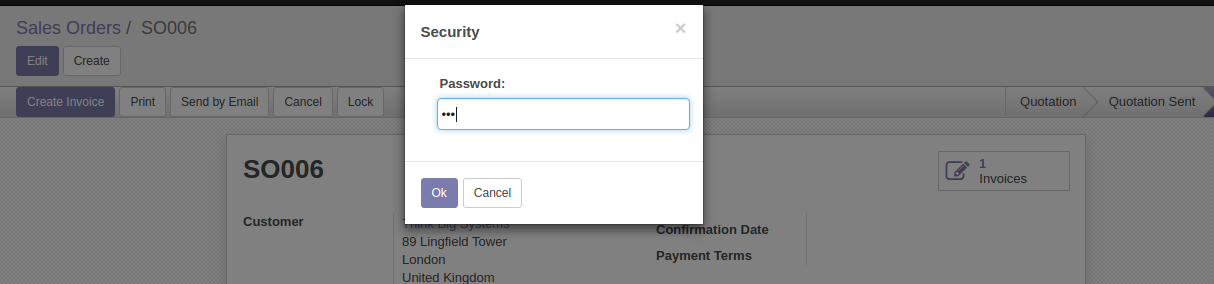 Sales Orders / SO006
Edit Create
Create Invoice Print Send by Email Cancel Lock
Quotation Quotation Sent
Security ×
Password:
•••
Ok Cancel
SO006
1
Invoices
Customer
Think Big Systems
89 Lingfield Tower
London
United Kingdom
Confirmation Date
Payment Terms